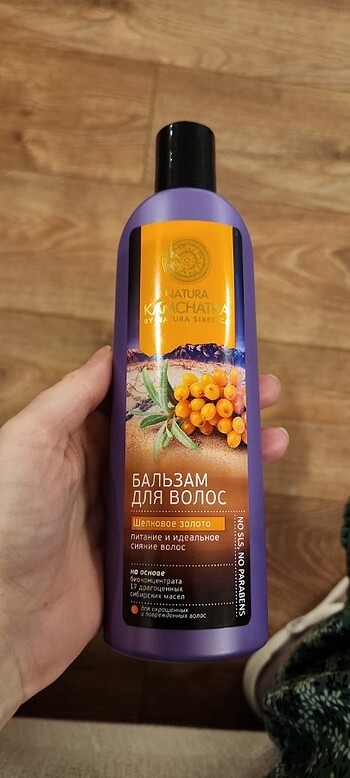 NATURA
KAMCHATKA
BY NATURA SIBERICA
БАЛЬЗАМ
ДЛЯ ВОЛОС
Шелковое золото
питание и идеальное
сияние волос
на основе
биоконцентрата
17 драгоценных
сибирских масел
для окрашенных
и поврежденных волос
NO SLS, NO PARABENS